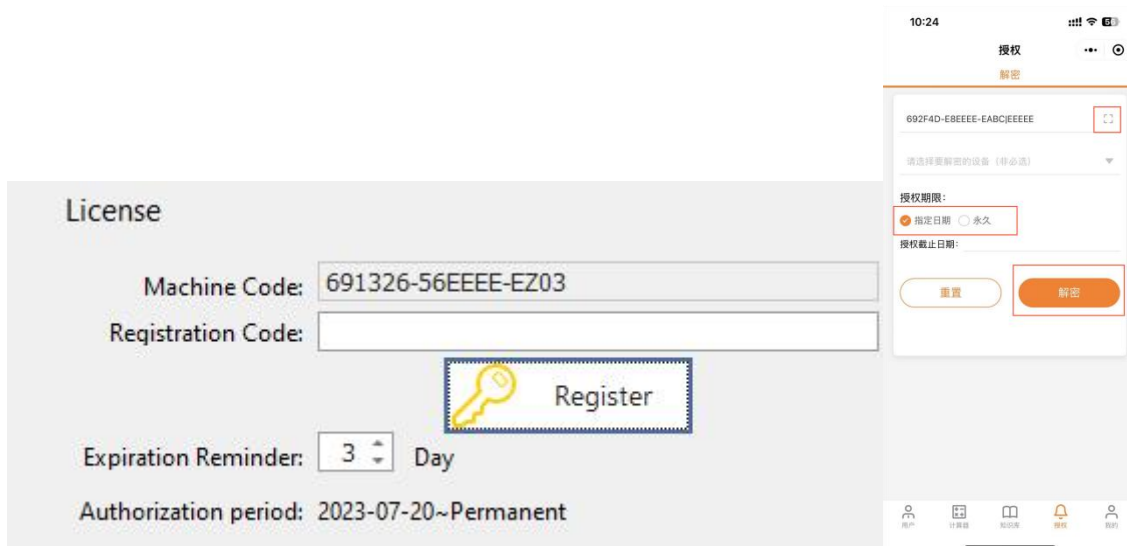 License
Machine Code: 691326-56EEEE-EZ03
Registration Code:
Register
Expiration Reminder: 3 Day
Authorization period: 2023-07-20~Permanent
10:24
授权
解密
692F4D-E8EEEE-EABC|EEEEE
请选择要解密的设备（非必选）
授权期限：
指定日期 永久
授权截止日期：
重置 解密
用户 计算器 知识库 授权 我的